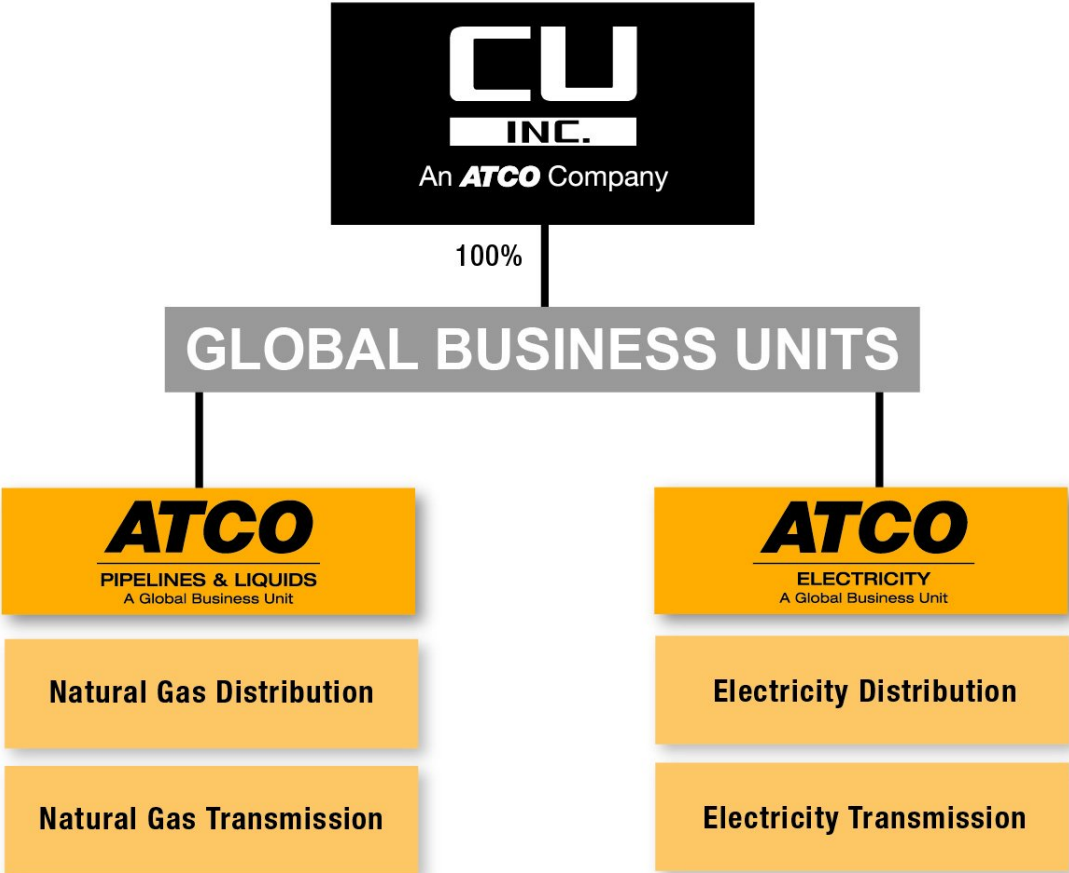 CU
INC.
An ATCO Company
100%
GLOBAL BUSINESS UNITS
ATCO
PIPELINES & LIQUIDS
A Global Business Unit
Natural Gas Distribution
Natural Gas Transmission
ATCO
ELECTRICITY
A Global Business Unit
Electricity Distribution
Electricity Transmission